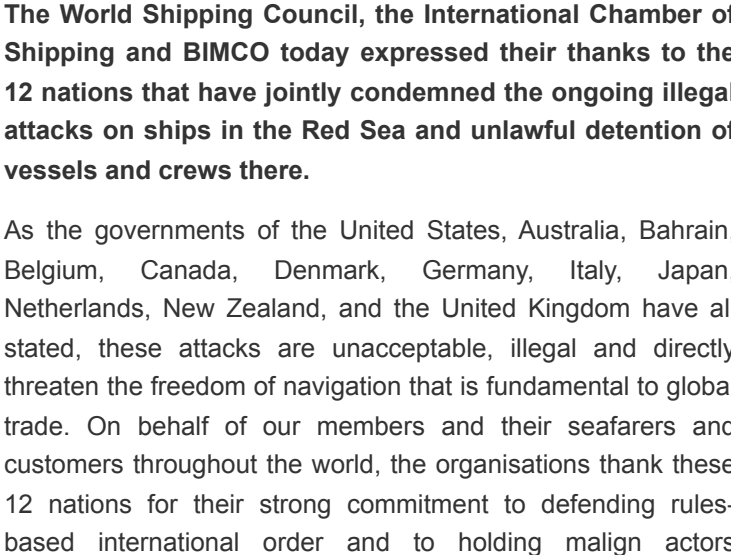 The World Shipping Council, the International Chamber of
Shipping and BIMCO today expressed their thanks to the
12 nations that have jointly condemned the ongoing illegal
attacks on ships in the Red Sea and unlawful detention of
vessels and crews there.
As the governments of the United States, Australia, Bahrain,
Belgium, Canada, Denmark, Germany, Italy, Japan,
Netherlands, New Zealand, and the United Kingdom have all
stated, these attacks are unacceptable, illegal and directly
threaten the freedom of navigation that is fundamental to global
trade. On behalf of our members and their seafarers and
customers throughout the world, the organisations thank these
12 nations for their strong commitment to defending rules-
based international order and to holding malign actors